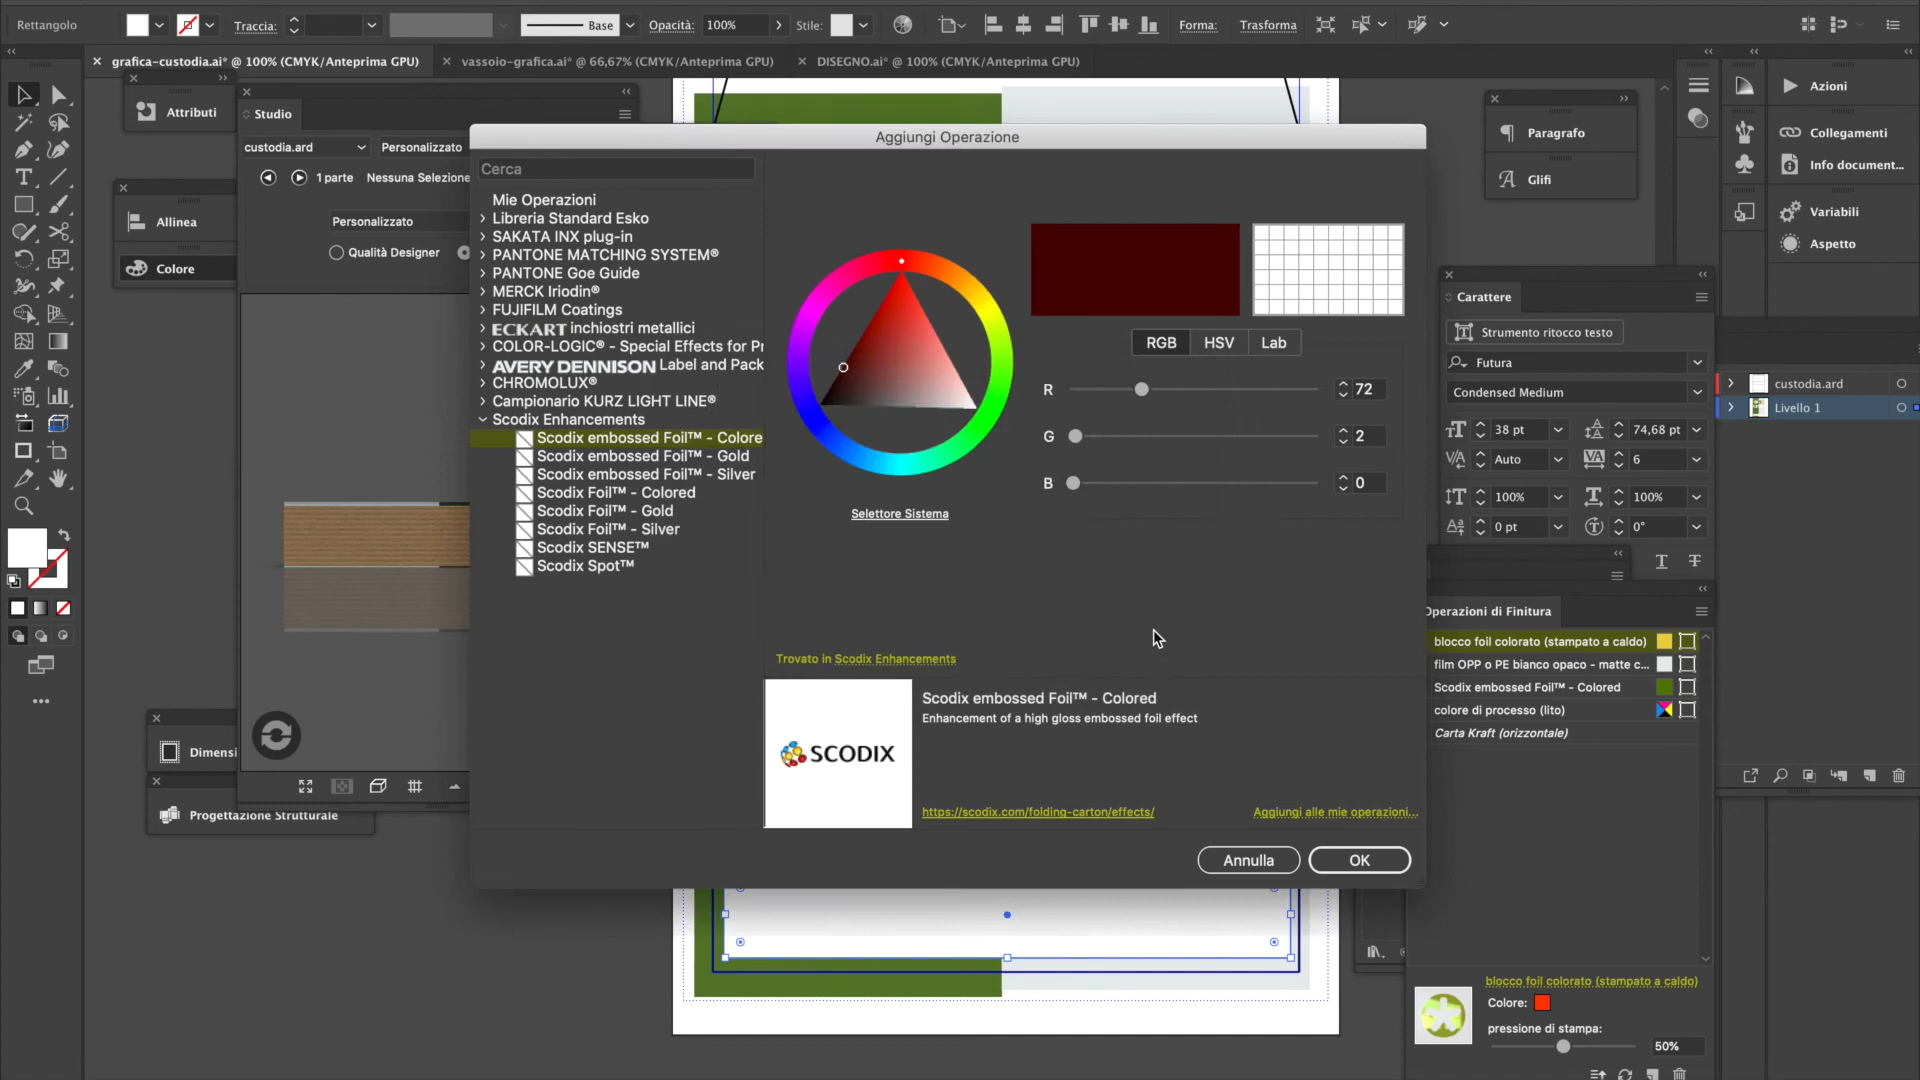 Rettangolo
Traccia:
Base
Opacità:
100%
Stile:
Forma:
Trasforma
grafica-custodia.ai* @ 100% (CMYK/Anteprima GPU)
vassoio-grafica.ai* @ 66,67% (CMYK/Anteprima GPU)
DISEGNO.ai* @ 100% (CMYK/Anteprima GPU)
Attributi
Studio
custodia.ard
Personalizzato
1 parte
Nessuna Selezione
Personalizzato
Qualità Designer
Allinea
Colore
Dimensi
Progettazione Strutturale
Aggiungi Operazione
Cerca
Mie Operazioni
Libreria Standard Esko
SAKATA INX plug-in
PANTONE MATCHING SYSTEM®
PANTONE Goe Guide
MERCK Iriodin®
FUJIFILM Coatings
ECKART inchiostri metallici
COLOR-LOGIC® - Special Effects for Pr
AVERY DENNISON Label and Pack
CHROMOLUX®
Campionario KURZ LIGHT LINE®
Scodix Enhancements
Scodix embossed Foil™ - Colore
Scodix embossed Foil™ - Gold
Scodix embossed Foil™ - Silver
Scodix Foil™ - Colored
Scodix Foil™ - Gold
Scodix Foil™ - Silver
Scodix SENSE™
Scodix Spot™
Selettore Sistema
RGB
HSV
Lab
R
72
G
2
B
0
Trovato in Scodix Enhancements
SCODIX
Scodix embossed Foil™ - Colored
Enhancement of a high gloss embossed foil effect
https://scodix.com/folding-carton/effects/
Aggiungi alle mie operazioni...
Annulla
OK
Paragrafo
Glifi
Azioni
Collegamenti
Info document...
Variabili
Aspetto
Carattere
Strumento ritocco testo
Futura
Condensed Medium
38 pt
74,68 pt
Auto
6
100%
100%
0 pt
0°
custodia.ard
Livello 1
Operazioni di Finitura
blocco foil colorato (stampato a caldo)
film OPP o PE bianco opaco - matte c...
Scodix embossed Foil™ - Colored
colore di processo (lito)
Carta Kraft (orizzontale)
blocco foil colorato (stampato a caldo)
Colore:
pressione di stampa:
50%